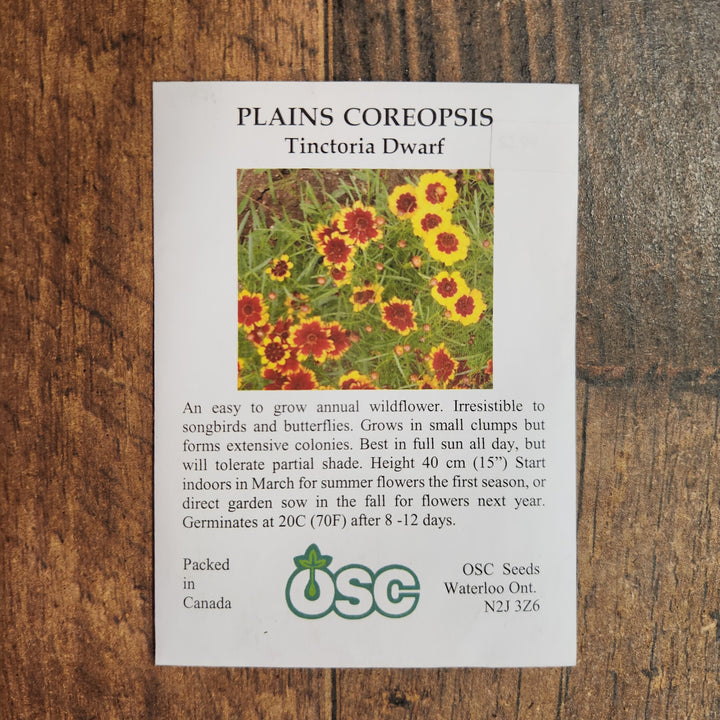 PLAINS COREOPSIS
Tinctoria Dwarf
An easy to grow annual wildflower. Irresistible to
songbirds and butterflies. Grows in small clumps but
forms extensive colonies. Best in full sun all day, but
will tolerate partial shade. Height 40 cm (15”) Start
indoors in March for summer flowers the first season, or
direct garden sow in the fall for flowers next year.
Germinates at 20C (70F) after 8 -12 days.
Packed
in
Canada
OSC
OSC Seeds
Waterloo Ont.
N2J 3Z6